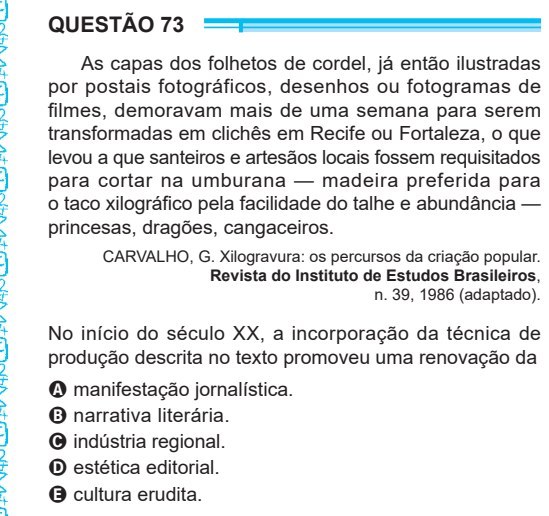 QUESTÃO 73
As capas dos folhetos de cordel, já então ilustradas
por postais fotográficos, desenhos ou fotogramas de
filmes, demoravam mais de uma semana para serem
transformadas em clichês em Recife ou Fortaleza, o que
levou a que santeiros e artesãos locais fossem requisitados
para cortar na umburana — madeira preferida para
o taco xilográfico pela facilidade do talhe e abundância —
princesas, dragões, cangaceiros.
CARVALHO, G. Xilogravura: os percursos da criação popular.
Revista do Instituto de Estudos Brasileiros,
n. 39, 1986 (adaptado).
No início do século XX, a incorporação da técnica de
produção descrita no texto promoveu uma renovação da
A manifestação jornalística.
B narrativa literária.
C indústria regional.
D estética editorial.
E cultura erudita.